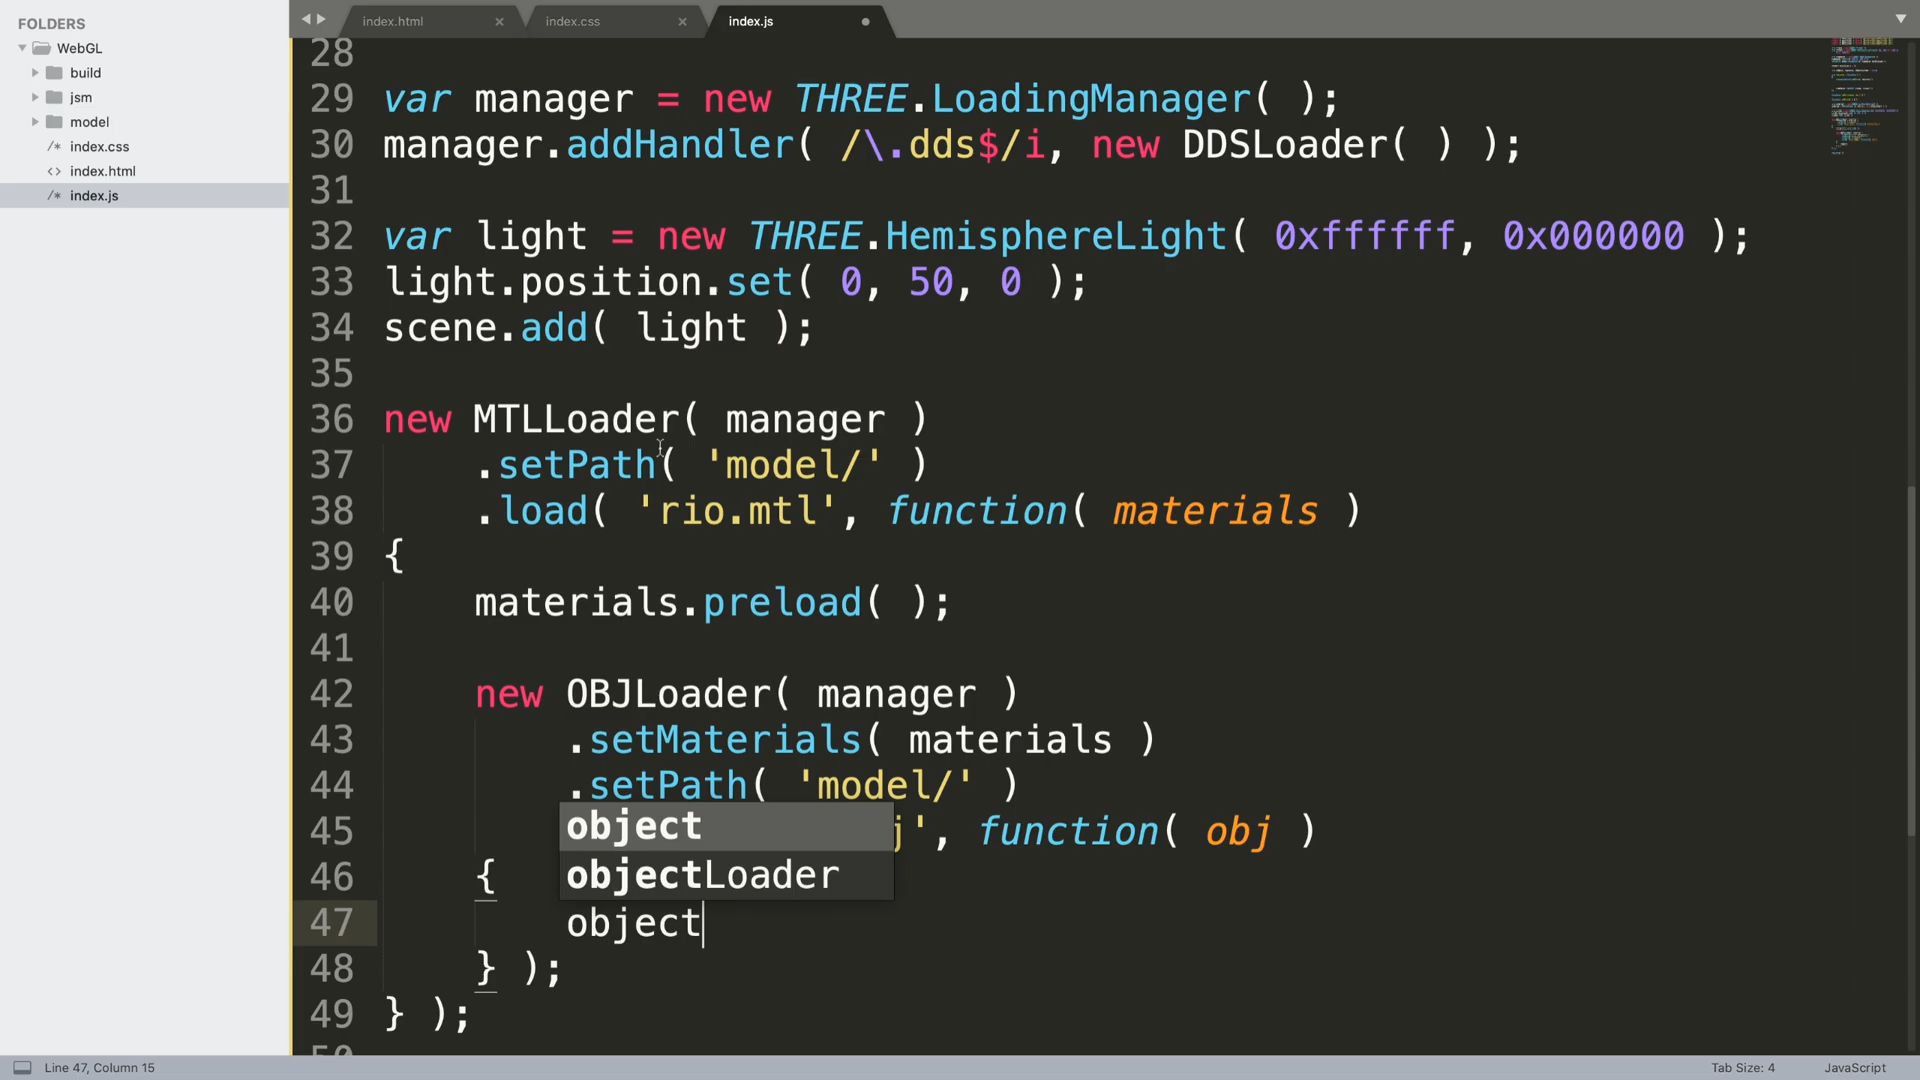 FOLDERS
WebGL
build
jsm
model
/* index.css
<> index.html
/* index.js
index.html ×
index.css ×
index.js
28
29 var manager = new THREE.LoadingManager( );
30 manager.addHandler( /\.dds$/i, new DDSLoader( ) );
31
32 var light = new THREE.HemisphereLight( 0xffffff, 0x000000 );
33 light.position.set( 0, 50, 0 );
34 scene.add( light );
35
36 new MTLLoader( manager )
37 .setPath( 'model/' )
38 .load( 'rio.mtl', function( materials )
39 {
40 materials.preload( );
41
42 new OBJLoader( manager )
43 .setMaterials( materials )
44 .setPath( 'model/' )
45 j', function( obj )
46 {
object
objectLoader
47 object
48 } );
49 } );
Line 47, Column 15
Tab Size: 4
JavaScript